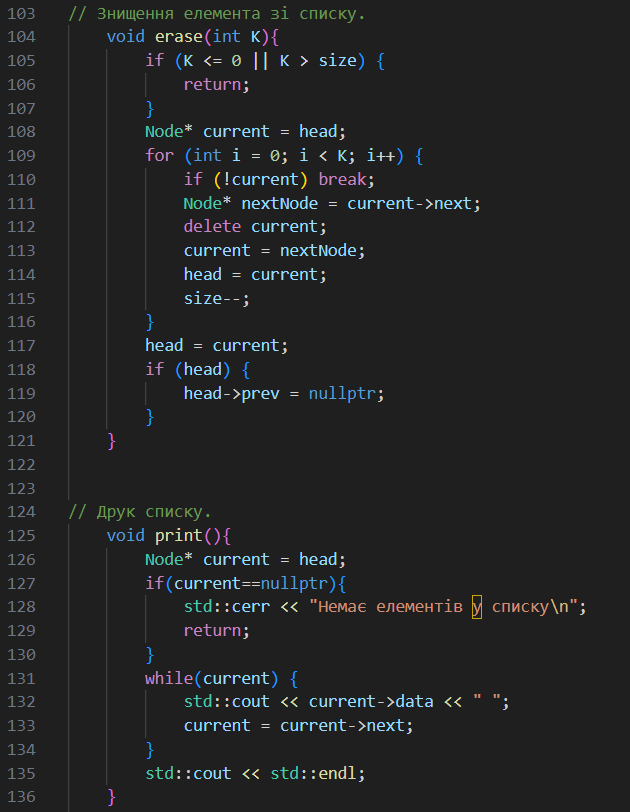 103 // Знищення елемента зі списку.
104 void erase(int K){
105 if (K <= 0 || K > size) {
106 return;
107 }
108 Node* current = head;
109 for (int i = 0; i < K; i++) {
110 if (!current) break;
111 Node* nextNode = current->next;
112 delete current;
113 current = nextNode;
114 head = current;
115 size--;
116 }
117 head = current;
118 if (head) {
119 head->prev = nullptr;
120 }
121 }
122
123
124 // Друк списку.
125 void print(){
126 Node* current = head;
127 if(current==nullptr){
128 std::cerr << "Немає елементів у списку\n";
129 return;
130 }
131 while(current) {
132 std::cout << current->data << " ";
133 current = current->next;
134 }
135 std::cout << std::endl;
136 }